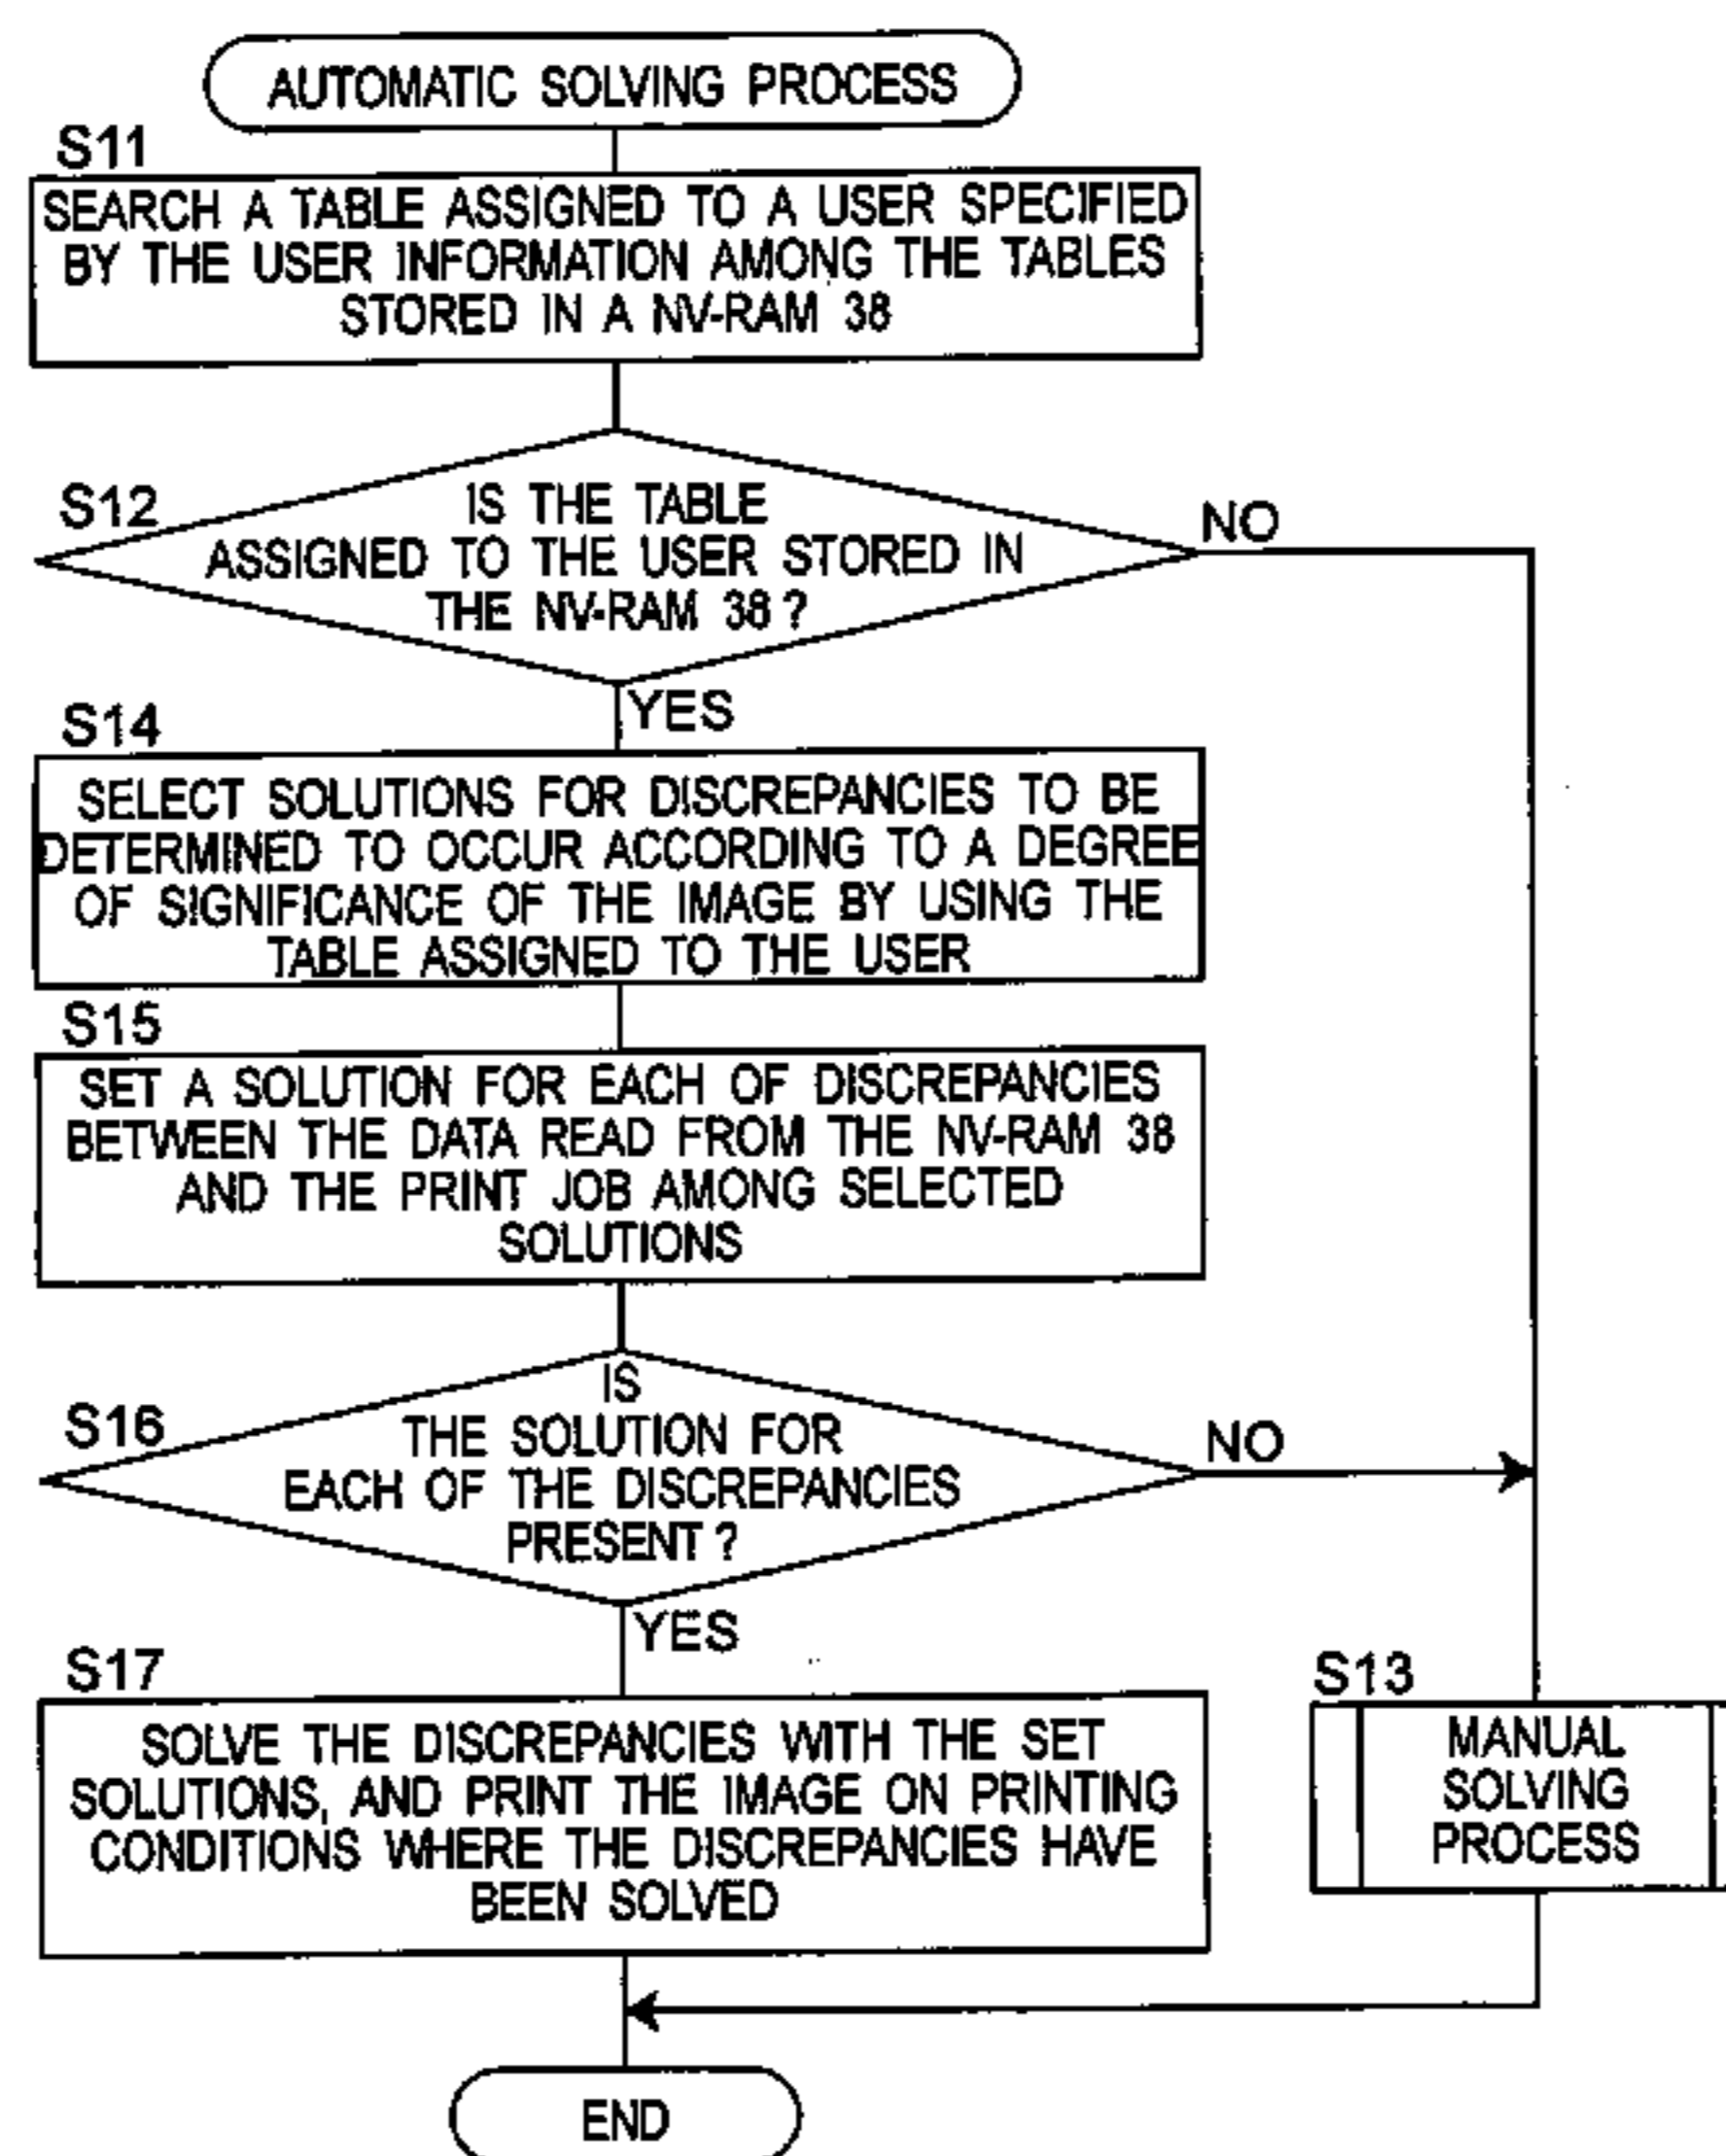 AUTOMATIC SOLVING PROCESS
S11
SEARCH A TABLE ASSIGNED TO A USER SPECIFIED
BY THE USER INFORMATION AMONG THE TABLES
STORED IN A NV-RAM 38
S12
IS THE TABLE
ASSIGNED TO THE USER STORED IN
THE NV-RAM 38?
NO
YES
S14
SELECT SOLUTIONS FOR DISCREPANCIES TO BE
DETERMINED TO OCCUR ACCORDING TO A DEGREE
OF SIGNIFICANCE OF THE IMAGE BY USING THE
TABLE ASSIGNED TO THE USER
S15
SET A SOLUTION FOR EACH OF DISCREPANCIES
BETWEEN THE DATA READ FROM THE NV-RAM 38
AND THE PRINT JOB AMONG SELECTED
SOLUTIONS
S16
IS
THE SOLUTION FOR
EACH OF THE DISCREPANCIES
PRESENT?
NO
YES
S17
SOLVE THE DISCREPANCIES WITH THE SET
SOLUTIONS, AND PRINT THE IMAGE ON PRINTING
CONDITIONS WHERE THE DISCREPANCIES HAVE
BEEN SOLVED
S13
MANUAL
SOLVING
PROCESS
END